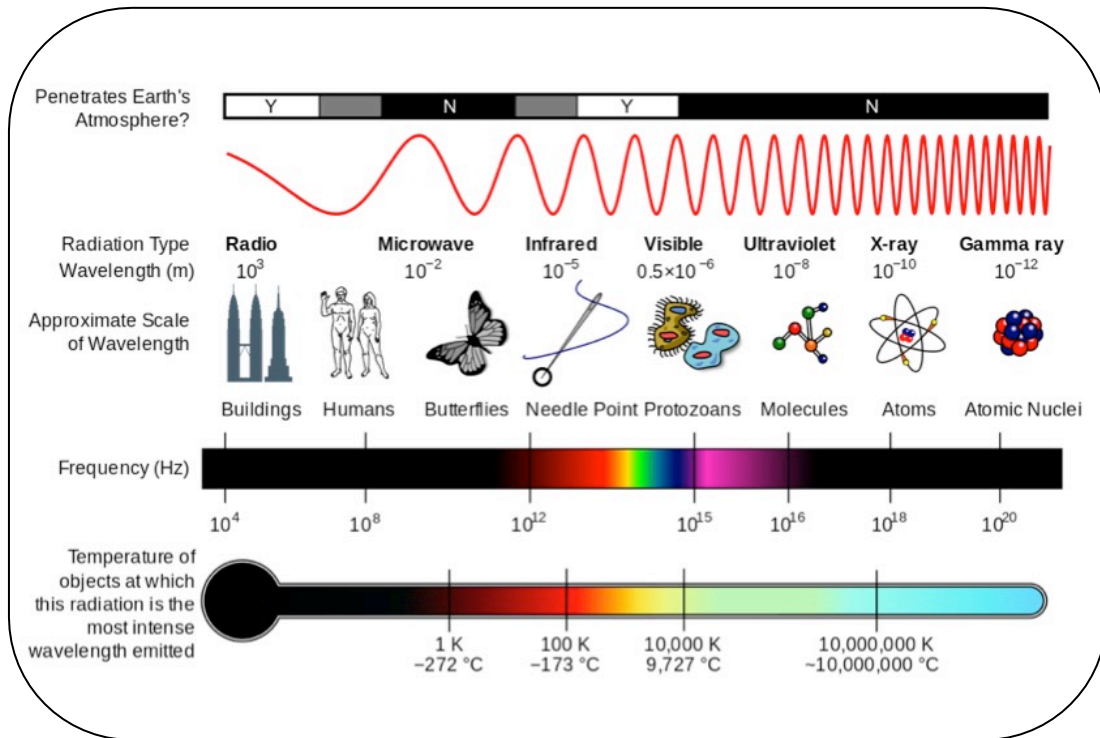 Penetrates Earth's
Atmosphere?
Y N Y N
Radiation Type
Wavelength (m)
Radio Microwave Infrared Visible Ultraviolet X-ray Gamma ray
10³ 10⁻² 10⁻⁵ 0.5×10⁻⁶ 10⁻⁸ 10⁻¹⁰ 10⁻¹²
Approximate Scale
of Wavelength
Buildings Humans Butterflies Needle Point Protozoans Molecules Atoms Atomic Nuclei
Frequency (Hz)
10⁴ 10⁸ 10¹² 10¹⁵ 10¹⁶ 10¹⁸ 10²⁰
Temperature of
objects at which
this radiation is the
most intense
wavelength emitted
1 K 100 K 10,000 K 10,000,000 K
−272 °C −173 °C 9,727 °C ~10,000,000 °C